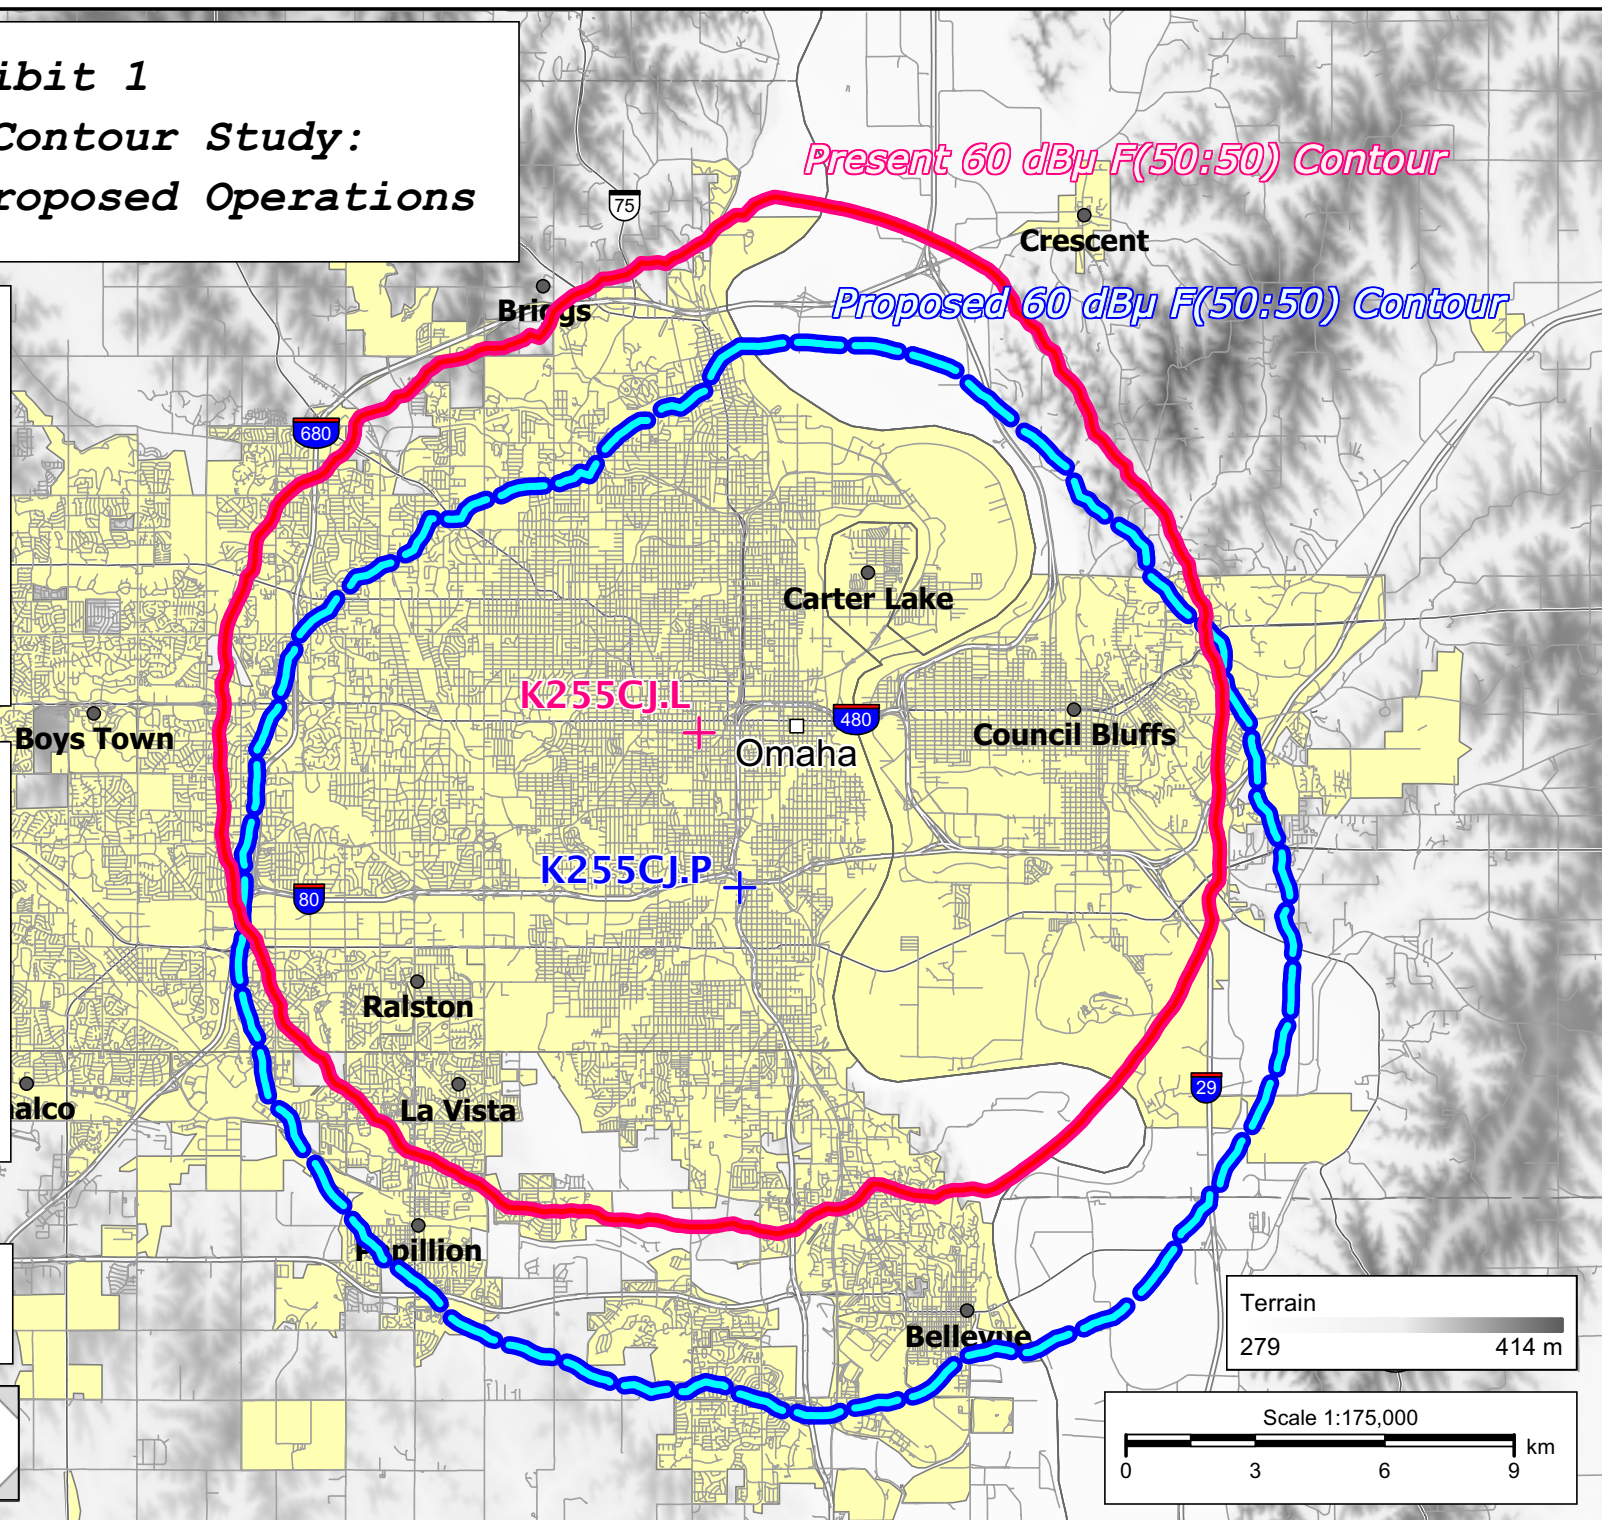 ibit 1
Contour Study:
roposed Operations
Present 60 dBµ F(50:50) Contour
75
Crescent
Briggs
Proposed 60 dBµ F(50:50) Contour
680
Carter Lake
K255CJ.L
480
Boys Town
Council Bluffs
Omaha
K255CJ.P
80
Ralston
29
alco
La Vista
Papillion
Bellevue
Terrain
279 414 m
Scale 1:175,000
km
0 3 6 9